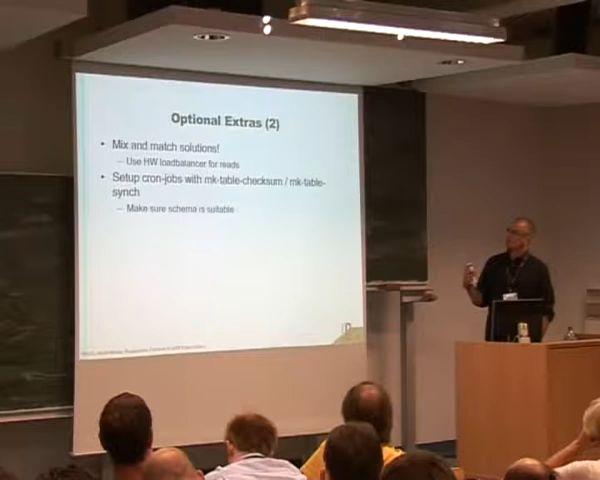 Optional Extras (2)
• Mix and match solutions!
– Use HW loadbalancer for reads
• Setup cron-jobs with mk-table-checksum / mk-table-
synch
– Make sure schema is suitable